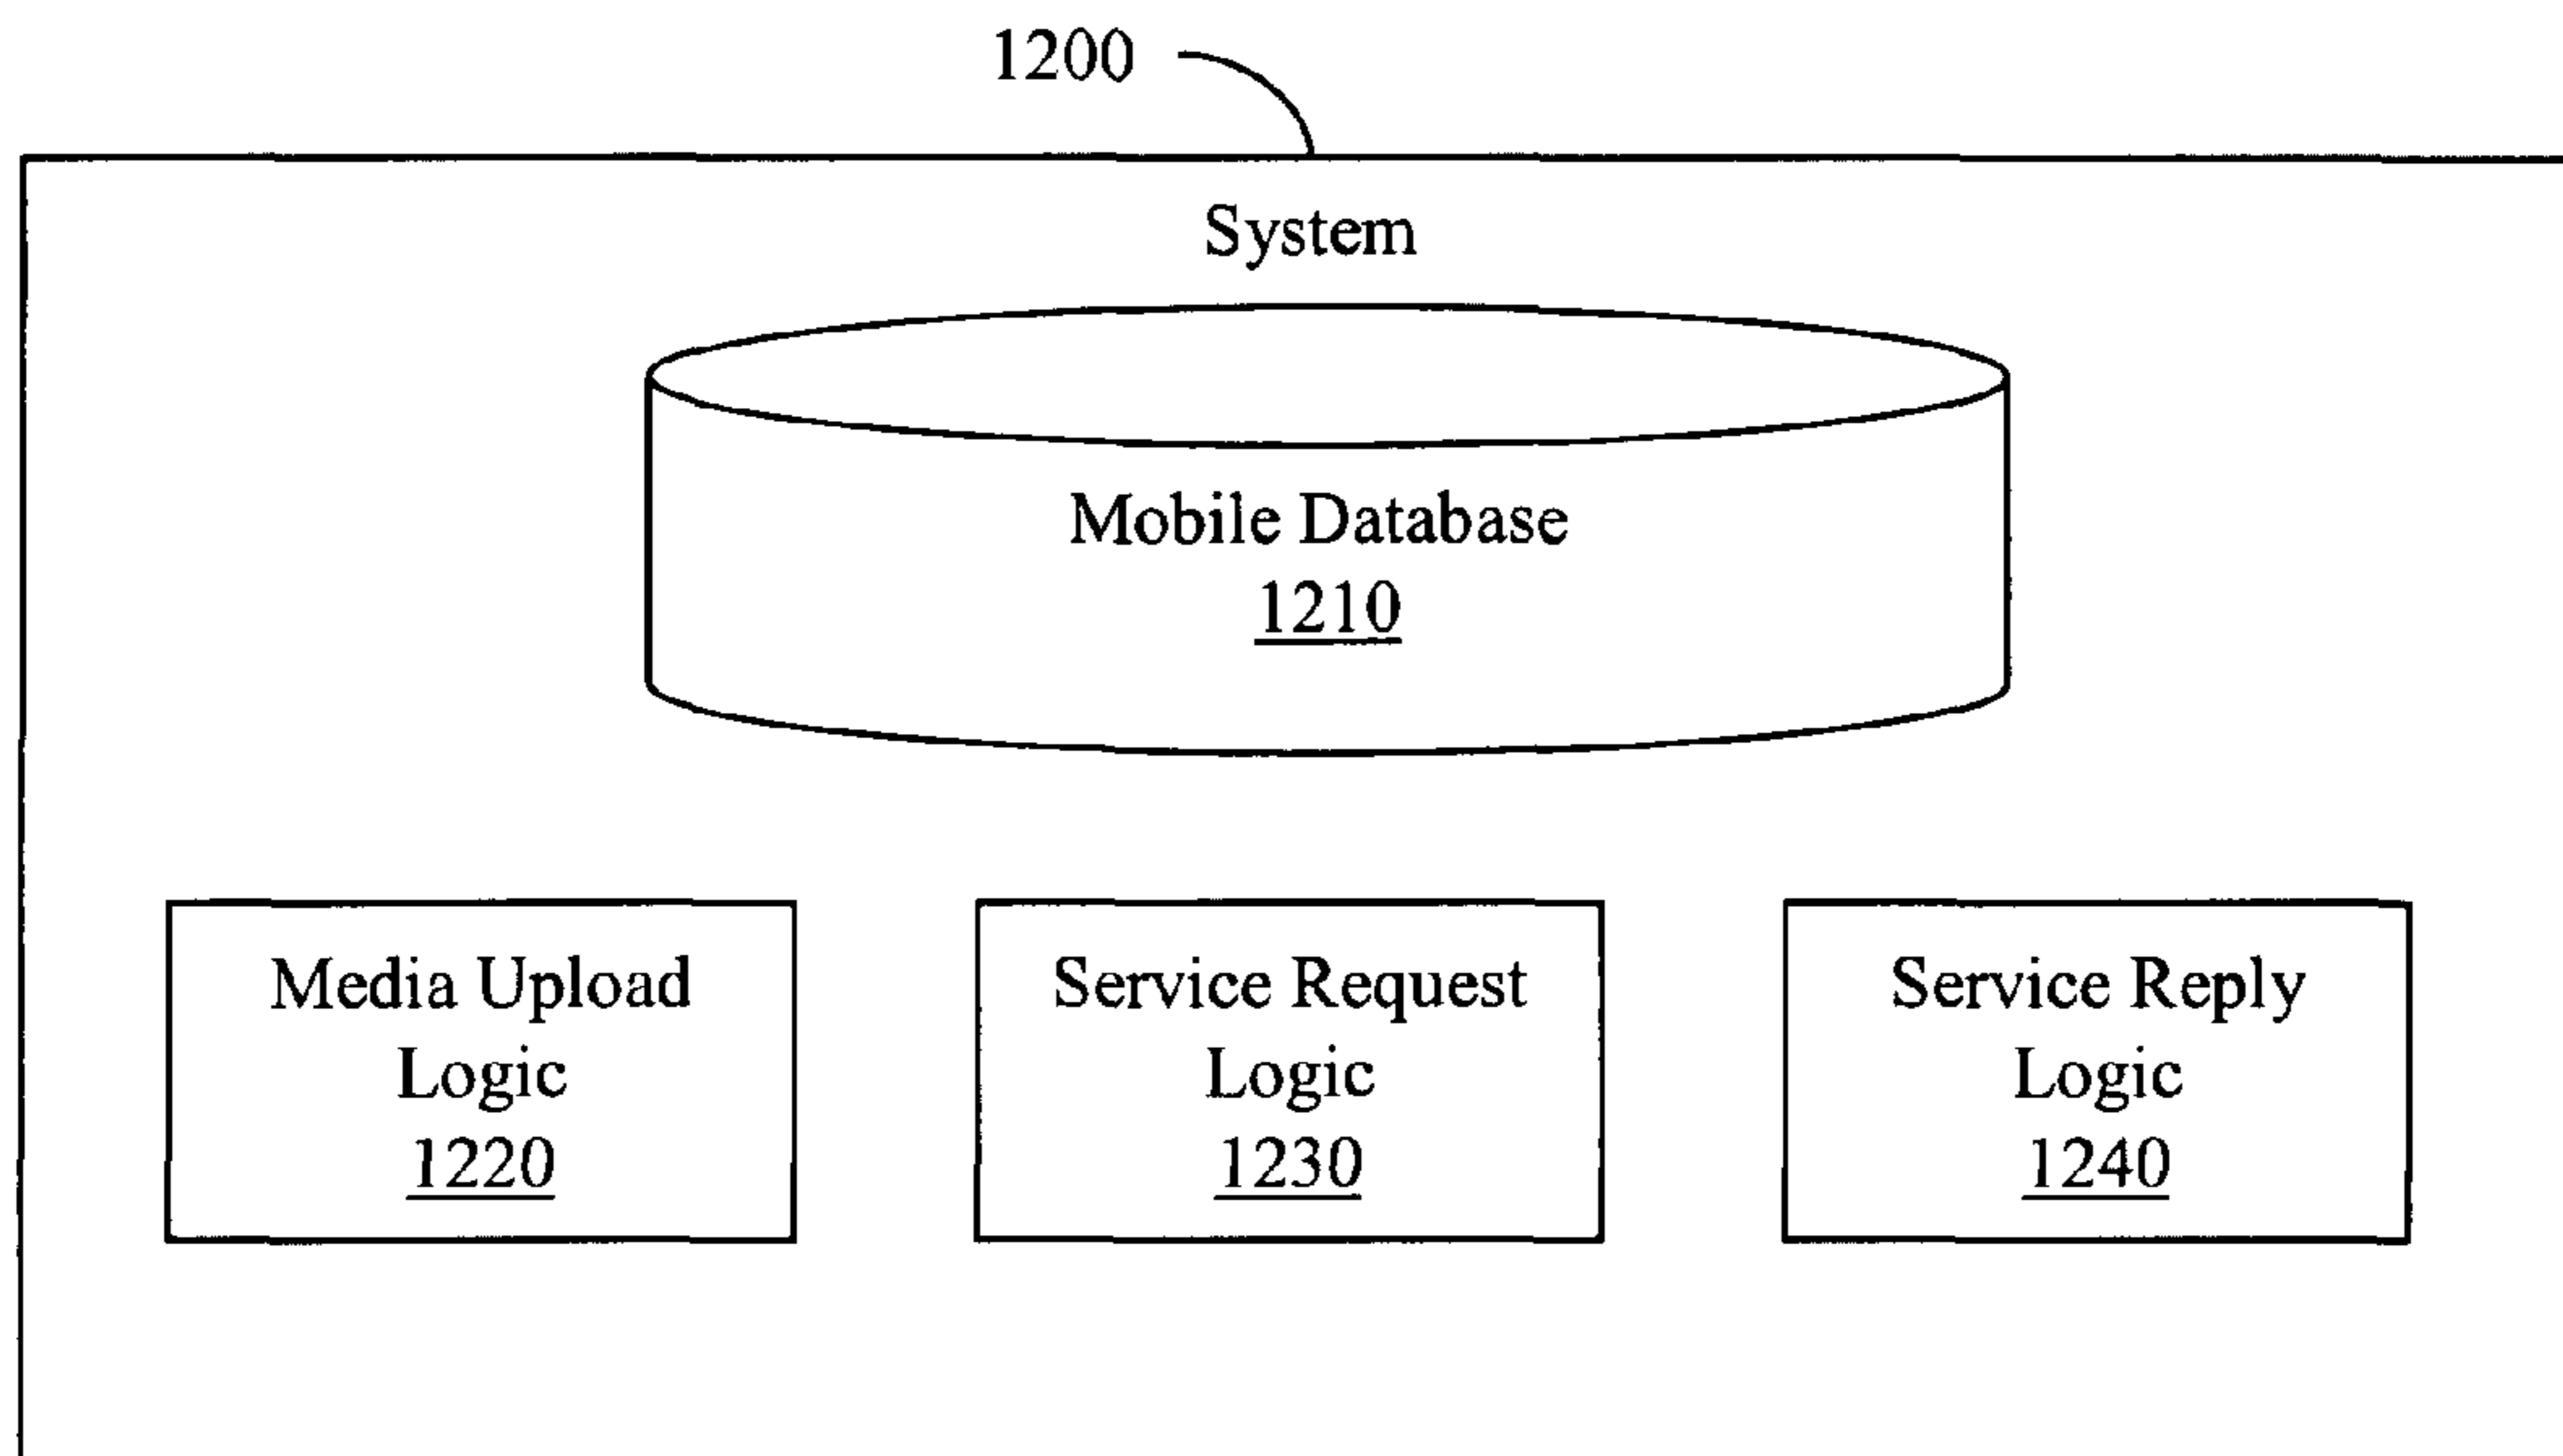 1200
System
Mobile Database
1210
Media Upload
Logic
1220
Service Request
Logic
1230
Service Reply
Logic
1240